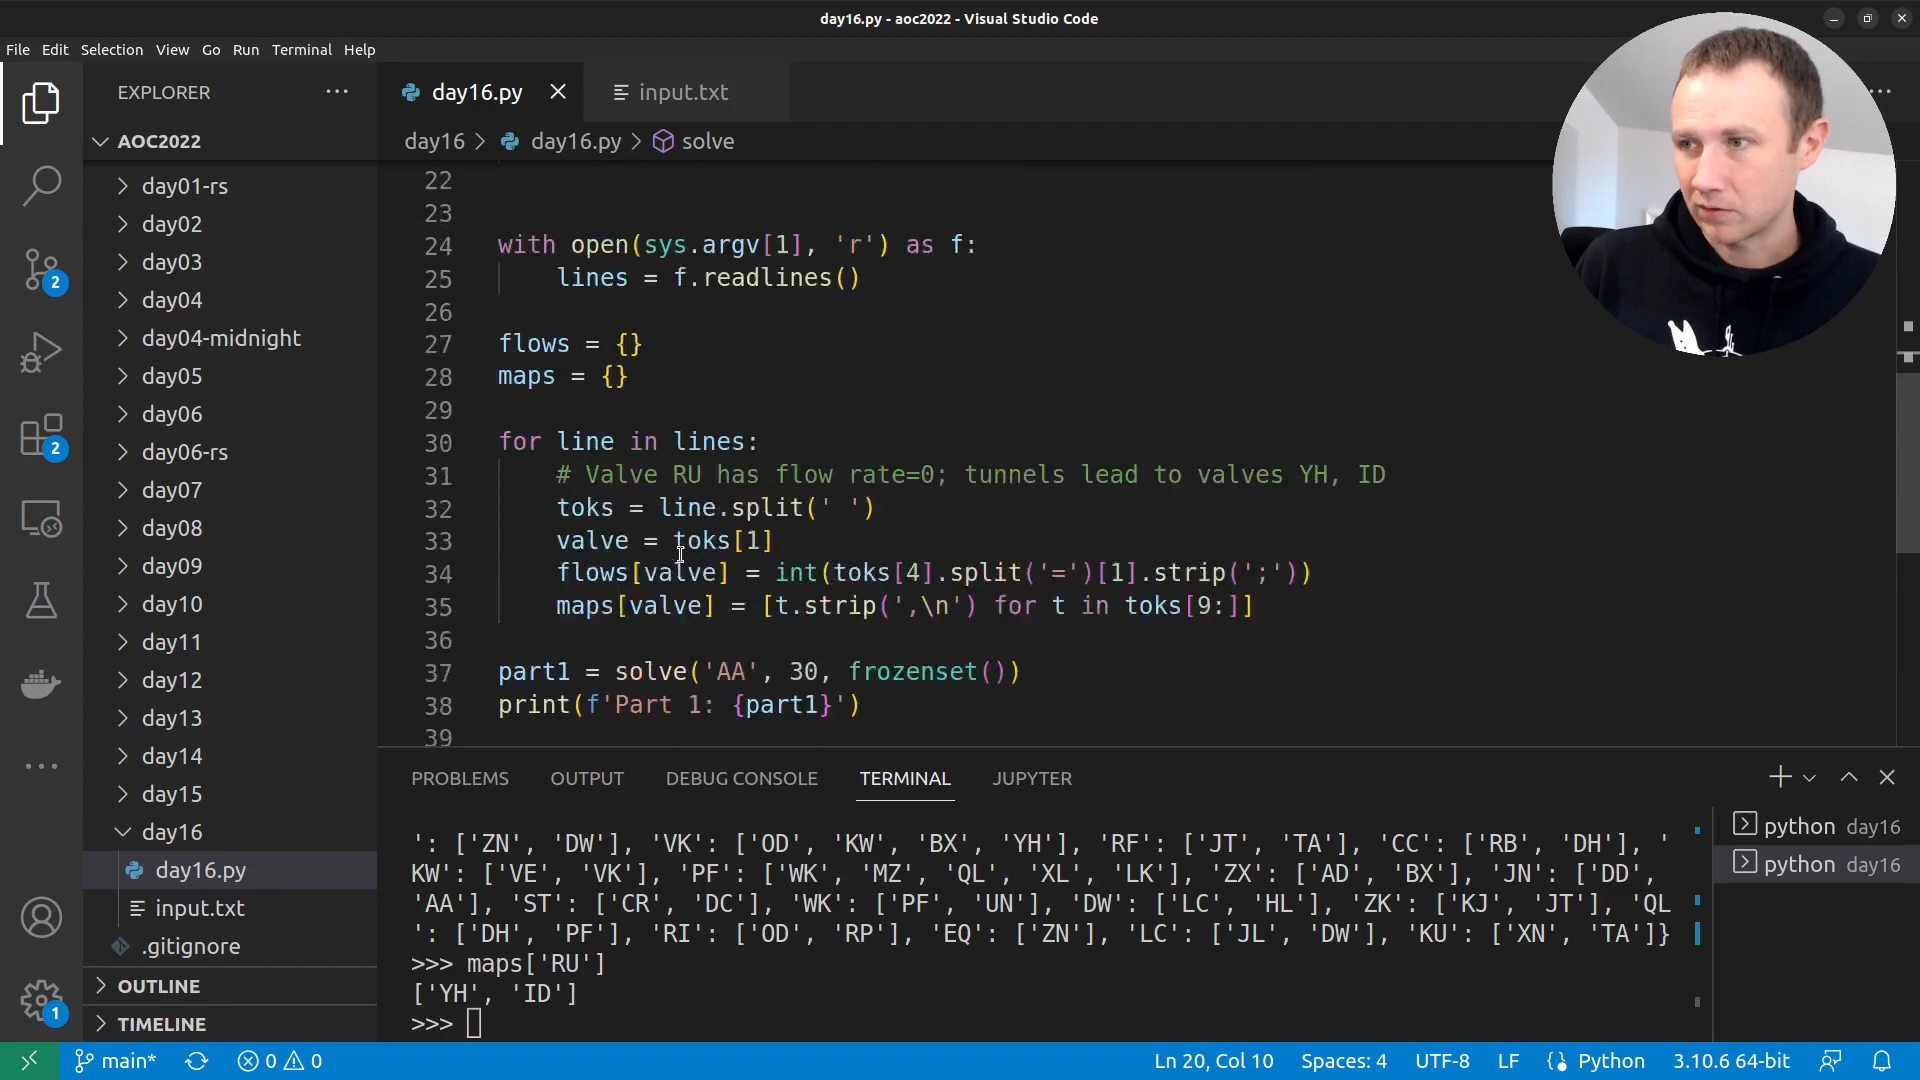 day16.py - aoc2022 - Visual Studio Code
File Edit Selection View Go Run Terminal Help
EXPLORER
AOC2022
day01-rs
day02
day03
day04
day04-midnight
day05
day06
day06-rs
day07
day08
day09
day10
day11
day12
day13
day14
day15
day16
day16.py
input.txt
.gitignore
OUTLINE
TIMELINE
2
2
1
day16.py input.txt
day16 > day16.py > solve
22
23
24 with open(sys.argv[1], 'r') as f:
25 lines = f.readlines()
26
27 flows = {}
28 maps = {}
29
30 for line in lines:
31 # Valve RU has flow rate=0; tunnels lead to valves YH, ID
32 toks = line.split(' ')
33 valve = toks[1]
34 flows[valve] = int(toks[4].split('=')[1].strip(';'))
35 maps[valve] = [t.strip(',\n') for t in toks[9:]]
36
37 part1 = solve('AA', 30, frozenset())
38 print(f'Part 1: {part1}')
39
PROBLEMS OUTPUT DEBUG CONSOLE TERMINAL JUPYTER
': ['ZN', 'DW'], 'VK': ['OD', 'KW', 'BX', 'YH'], 'RF': ['JT', 'TA'], 'CC': ['RB', 'DH'], '
KW': ['VE', 'VK'], 'PF': ['WK', 'MZ', 'QL', 'XL', 'LK'], 'ZX': ['AD', 'BX'], 'JN': ['DD',
'AA'], 'ST': ['CR', 'DC'], 'WK': ['PF', 'UN'], 'DW': ['LC', 'HL'], 'ZK': ['KJ', 'JT'], 'QL
': ['DH', 'PF'], 'RI': ['OD', 'RP'], 'EQ': ['ZN'], 'LC': ['JL', 'DW'], 'KU': ['XN', 'TA']}
>>> maps['RU']
['YH', 'ID']
>>>
python day16
python day16
main* 0 0 Ln 20, Col 10 Spaces: 4 UTF-8 LF Python 3.10.6 64-bit